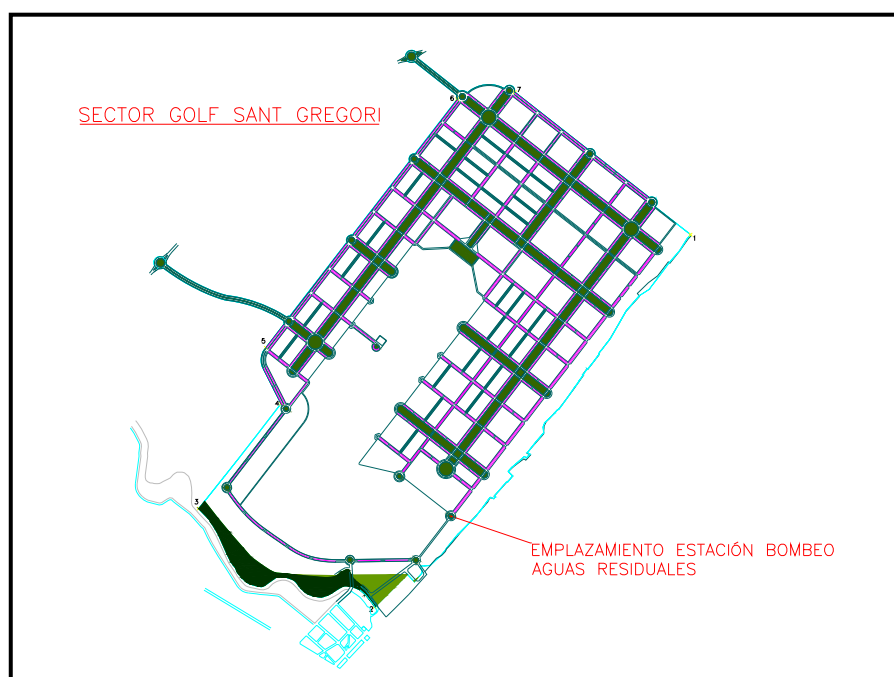 SECTOR GOLF SANT GREGORI
6
7
1
5
4
3
2
EMPLAZAMIENTO ESTACIÓN BOMBEO
AGUAS RESIDUALES